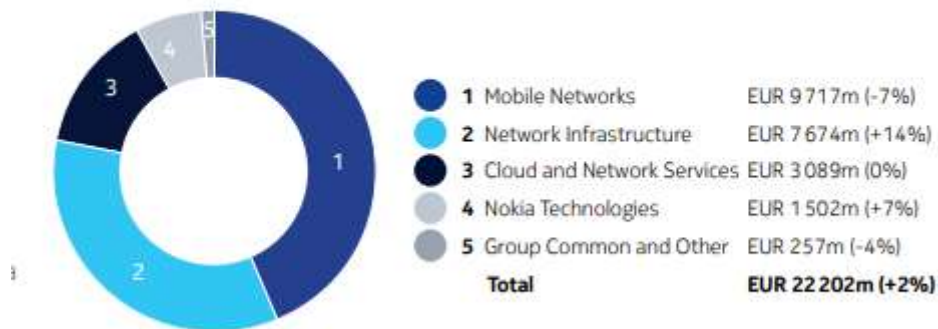 5
4
3
1
2
1 Mobile Networks EUR 9 717m (-7%)
2 Network Infrastructure EUR 7 674m (+14%)
3 Cloud and Network Services EUR 3 089m (0%)
4 Nokia Technologies EUR 1 502m (+7%)
5 Group Common and Other EUR 257m (-4%)
Total EUR 22 202m (+2%)